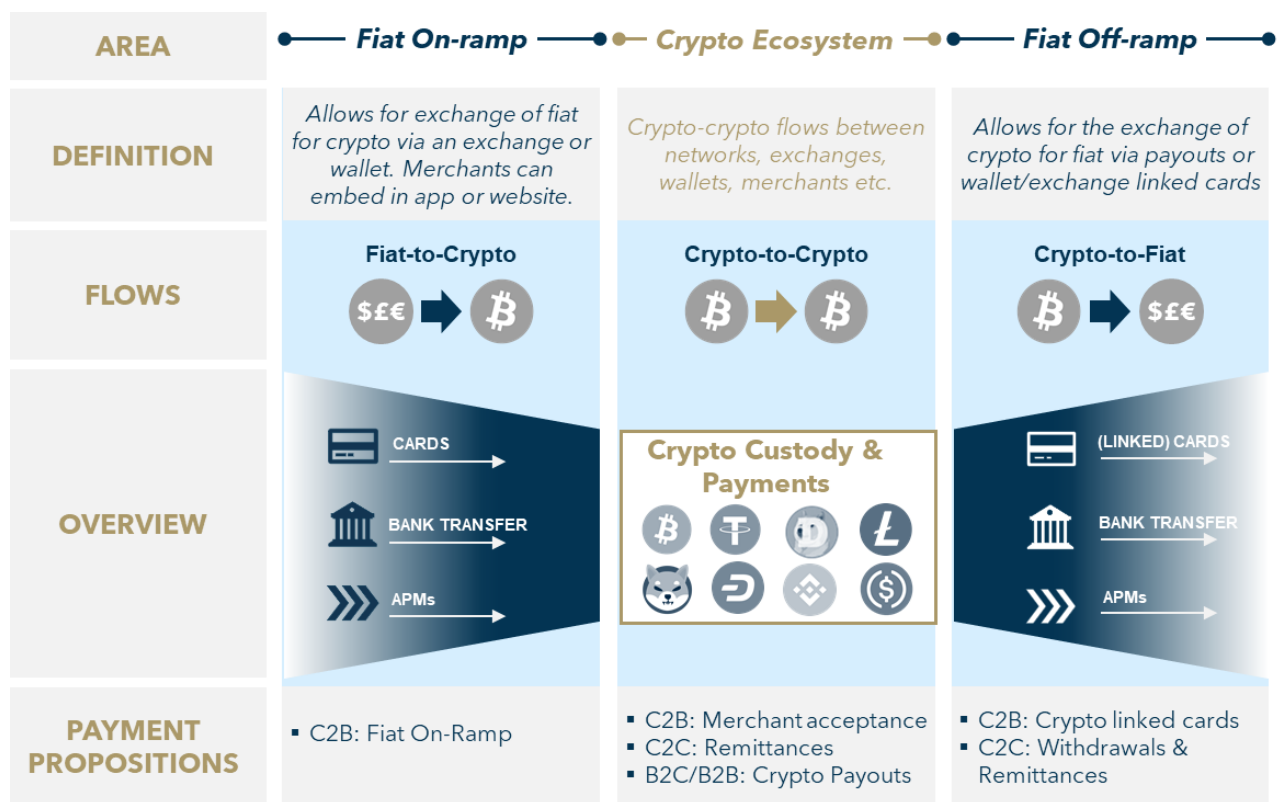 AREA
Fiat On-ramp
Crypto Ecosystem
Fiat Off-ramp
DEFINITION
Allows for exchange of fiat
for crypto via an exchange or
wallet. Merchants can
embed in app or website.
Crypto-crypto flows between
networks, exchanges,
wallets, merchants etc.
Allows for the exchange of
crypto for fiat via payouts or
wallet/exchange linked cards
FLOWS
Fiat-to-Crypto
$£€
Crypto-to-Crypto
Crypto-to-Fiat
$£€
OVERVIEW
CARDS
BANK TRANSFER
APMs
Crypto Custody &
Payments
(LINKED) CARDS
BANK TRANSFER
APMs
PAYMENT
PROPOSITIONS
▪ C2B: Fiat On-Ramp
▪ C2B: Merchant acceptance
▪ C2C: Remittances
▪ B2C/B2B: Crypto Payouts
▪ C2B: Crypto linked cards
▪ C2C: Withdrawals &
Remittances